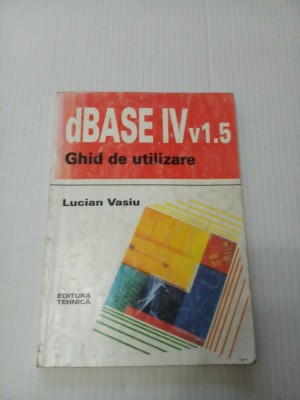 dBASE IV v1.5
Ghid de utilizare
Lucian Vasiu
EDITURA
TEHNICĂ